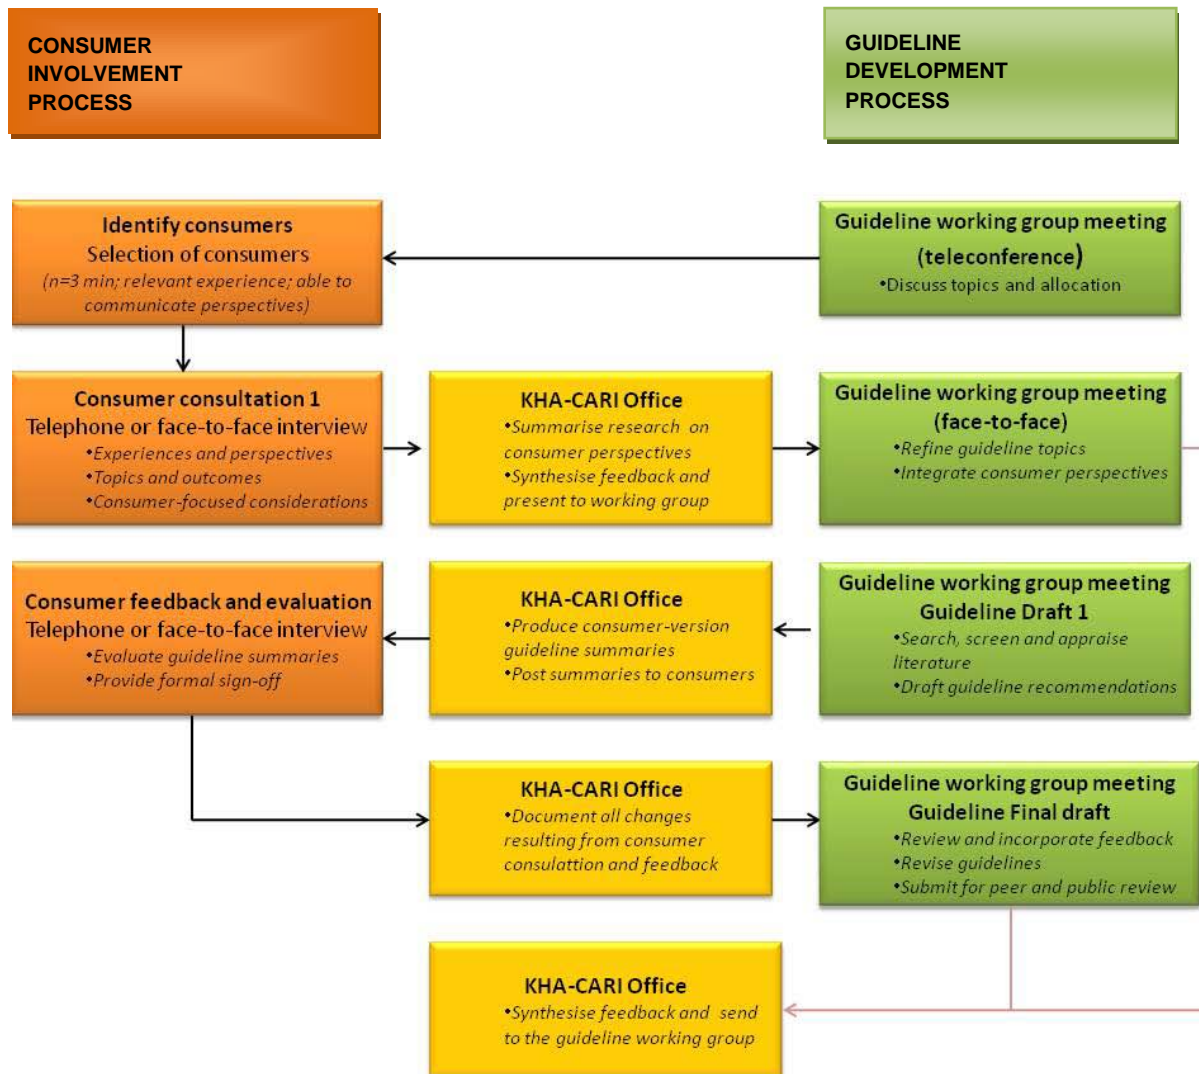 CONSUMER
INVOLVEMENT
PROCESS
GUIDELINE
DEVELOPMENT
PROCESS
Identify consumers
Selection of consumers
(n=3 min; relevant experience; able to
communicate perspectives)
Guideline working group meeting
(teleconference)
•Discuss topics and allocation
Consumer consultation 1
Telephone or face-to-face interview
•Experiences and perspectives
•Topics and outcomes
•Consumer-focused considerations
KHA-CARI Office
•Summarise research on
consumer perspectives
•Synthesise feedback and
present to working group
Guideline working group meeting
(face-to-face)
•Refine guideline topics
•Integrate consumer perspectives
Consumer feedback and evaluation
Telephone or face-to-face interview
•Evaluate guideline summaries
•Provide formal sign-off
KHA-CARI Office
•Produce consumer-version
guideline summaries
•Post summaries to consumers
Guideline working group meeting
Guideline Draft 1
•Search, screen and appraise
literature
•Draft guideline recommendations
KHA-CARI Office
•Document all changes
resulting from consumer
consulattion and feedback
Guideline working group meeting
Guideline Final draft
•Review and incorporate feedback
•Revise guidelines
•Submit for peer and public review
KHA-CARI Office
•Synthesise feedback and send
to the guideline working group